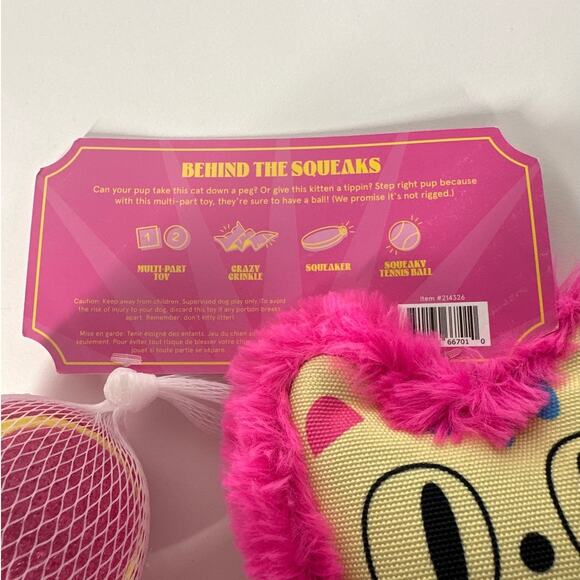 BEHIND THE SQUEAKS
Can your pup take this cat down a peg? Or give this kitten a tippin? Step right pup because
with this multi-part toy, they're sure to have a ball! (We promise it's not rigged.)
1 2
MULTI-PART
TOY
CRAZY
CRINKLE
SQUEAKER
SQUEAKY
TENNIS BALL
Caution: Keep away from children. Supervised dog play only. To avoid
the risk of injury to your dog, discard this toy if any portion breaks
apart. Remember, don't kitty litter!
Mise en garde: Tenir éloigné des enfants. Jeu du chien
seulement. Pour éviter tout risque de blesser votre
jouet si toute partie se sépare.
Item #214326
66701 0